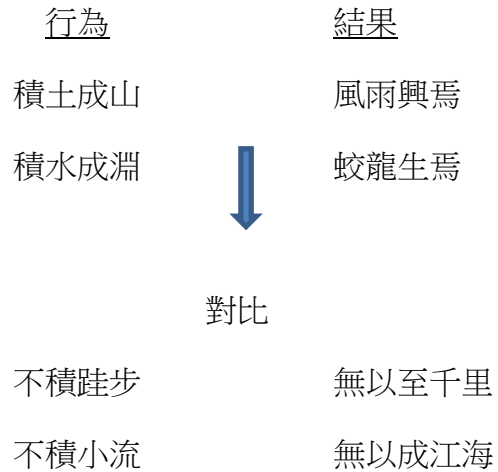 行為 結果
積土成山 風雨興焉
積水成淵 蛟龍生焉
對比
不積跬步 無以至千里
不積小流 無以成江海